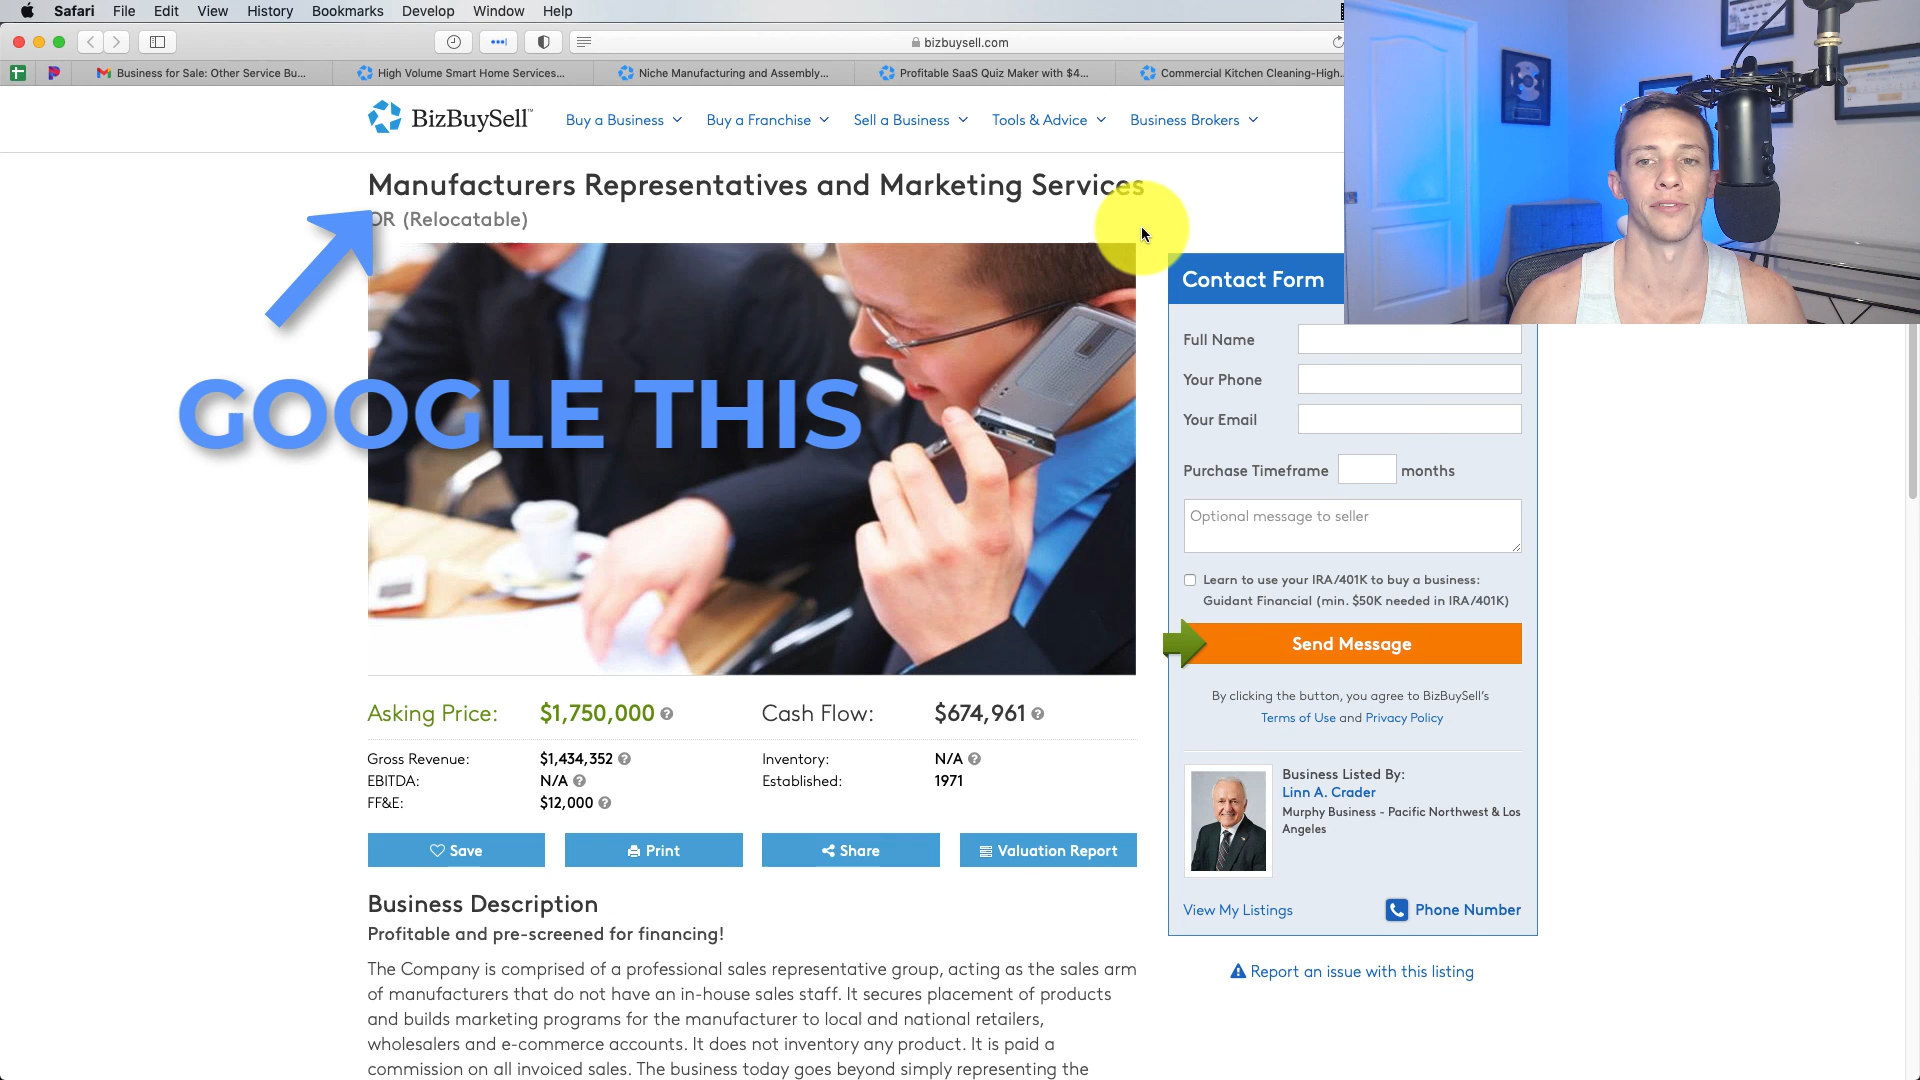 Safari File Edit View History Bookmarks Develop Window Help
bizbuysell.com
Business for Sale: Other Service Bu...
High Volume Smart Home Services...
Niche Manufacturing and Assembly...
Profitable SaaS Quiz Maker with $4...
Commercial Kitchen Cleaning-High...
BizBuySell™
Buy a Business
Buy a Franchise
Sell a Business
Tools & Advice
Business Brokers
Manufacturers Representatives and Marketing Services
OR (Relocatable)
GOOGLE THIS
Contact Form
Full Name
Your Phone
Your Email
Purchase Timeframe months
Optional message to seller
Learn to use your IRA/401K to buy a business:
Guidant Financial (min. $50K needed in IRA/401K)
Send Message
By clicking the button, you agree to BizBuySell's
Terms of Use and Privacy Policy
Business Listed By:
Linn A. Crader
Murphy Business - Pacific Northwest & Los
Angeles
View My Listings
Phone Number
Report an issue with this listing
Asking Price: $1,750,000
Cash Flow: $674,961
Gross Revenue: $1,434,352
EBITDA: N/A
FF&E: $12,000
Inventory: N/A
Established: 1971
Save
Print
Share
Valuation Report
Business Description
Profitable and pre-screened for financing!
The Company is comprised of a professional sales representative group, acting as the sales arm
of manufacturers that do not have an in-house sales staff. It secures placement of products
and builds marketing programs for the manufacturer to local and national retailers,
wholesalers and e-commerce accounts. It does not inventory any product. It is paid a
commission on all invoiced sales. The business today goes beyond simply representing the